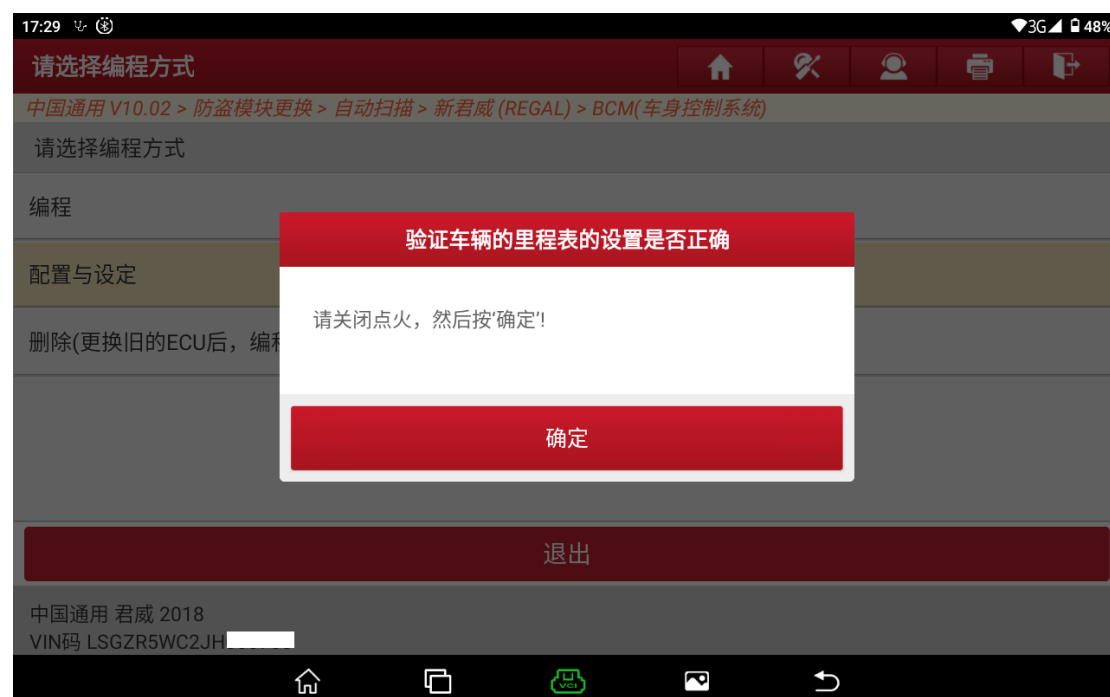 17:29
3G 48%
请选择编程方式
中国通用 V10.02 > 防盗模块更换 > 自动扫描 > 新君威 (REGAL) > BCM(车身控制系统)
请选择编程方式
编程
验证车辆的里程表的设置是否正确
配置与设定
请关闭点火，然后按‘确定’!
删除(更换旧的ECU后，编
确定
退出
中国通用 君威 2018
VIN码 LSGZR5WC2JH
VCI